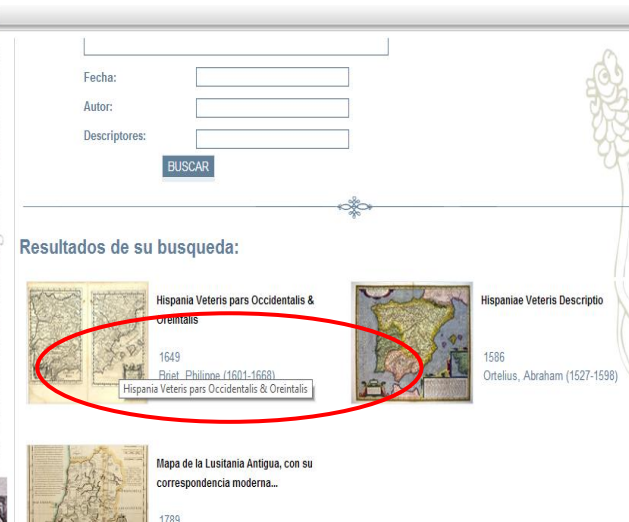 Fecha:
Autor:
Descriptores:
BUSCAR
Resultados de su busqueda:
Hispania Veteris pars Occidentalis &
Oreintalis
1649
Briet, Philippe (1601-1668)
Hispania Veteris pars Occidentalis & Oreintalis
Hispaniae Veteris Descriptio
1586
Ortelius, Abraham (1527-1598)
Mapa de la Lusitania Antigua, con su
correspondencia moderna...
1789